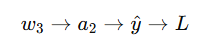 w₃ → a₂ → ŷ → L